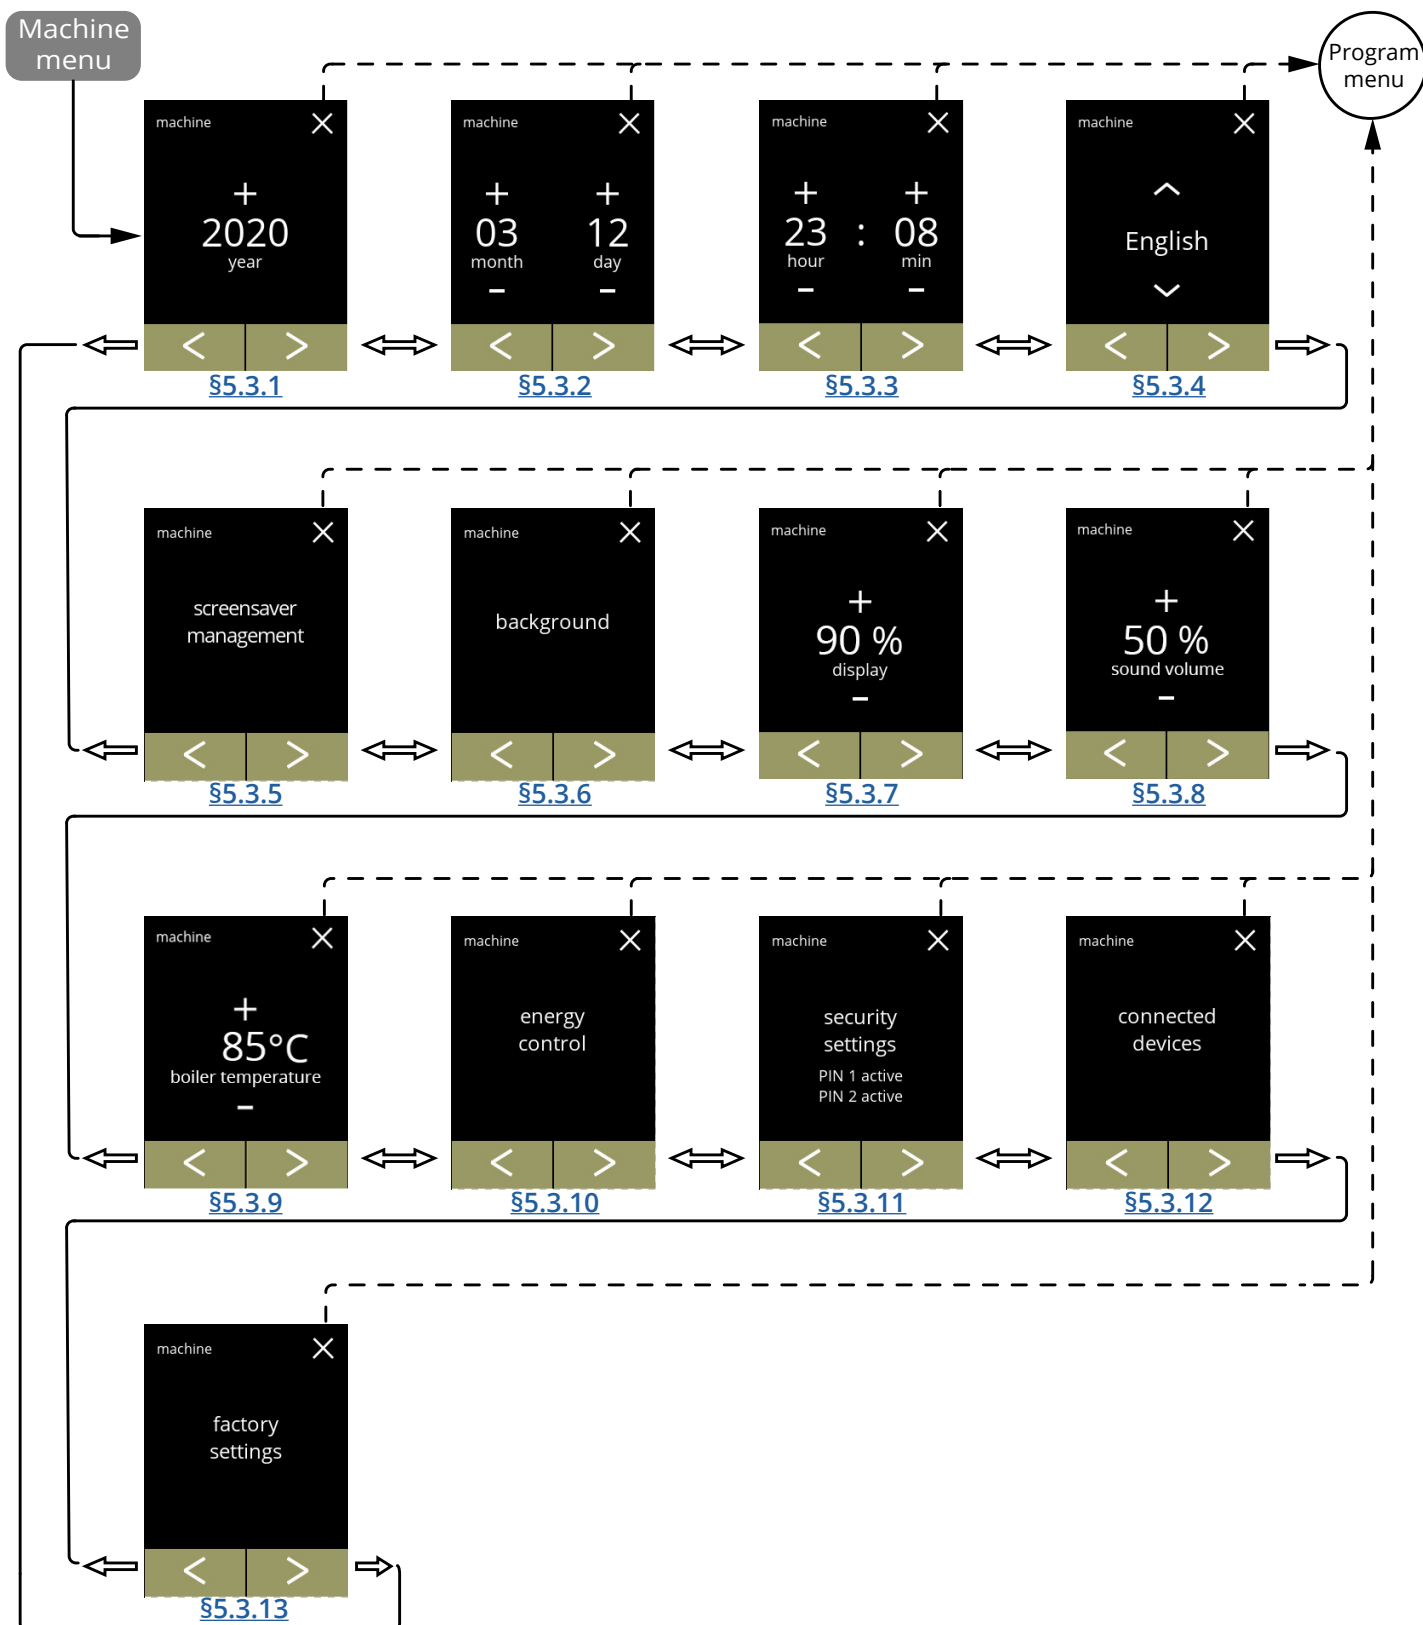 Machine
menu
Program
menu
machine
+
2020
year
< >
§5.3.1
machine
+ +
03 12
month day
- -
< >
§5.3.2
machine
+ +
23 : 08
hour min
- -
< >
§5.3.3
machine
English
< >
§5.3.4
machine
screensaver
management
< >
§5.3.5
machine
background
< >
§5.3.6
machine
+
90 %
display
-
< >
§5.3.7
machine
+
50 %
sound volume
-
< >
§5.3.8
machine
+
85°C
boiler temperature
-
< >
§5.3.9
machine
energy
control
< >
§5.3.10
machine
security
settings
PIN 1 active
PIN 2 active
< >
§5.3.11
machine
connected
devices
< >
§5.3.12
machine
factory
settings
< >
§5.3.13